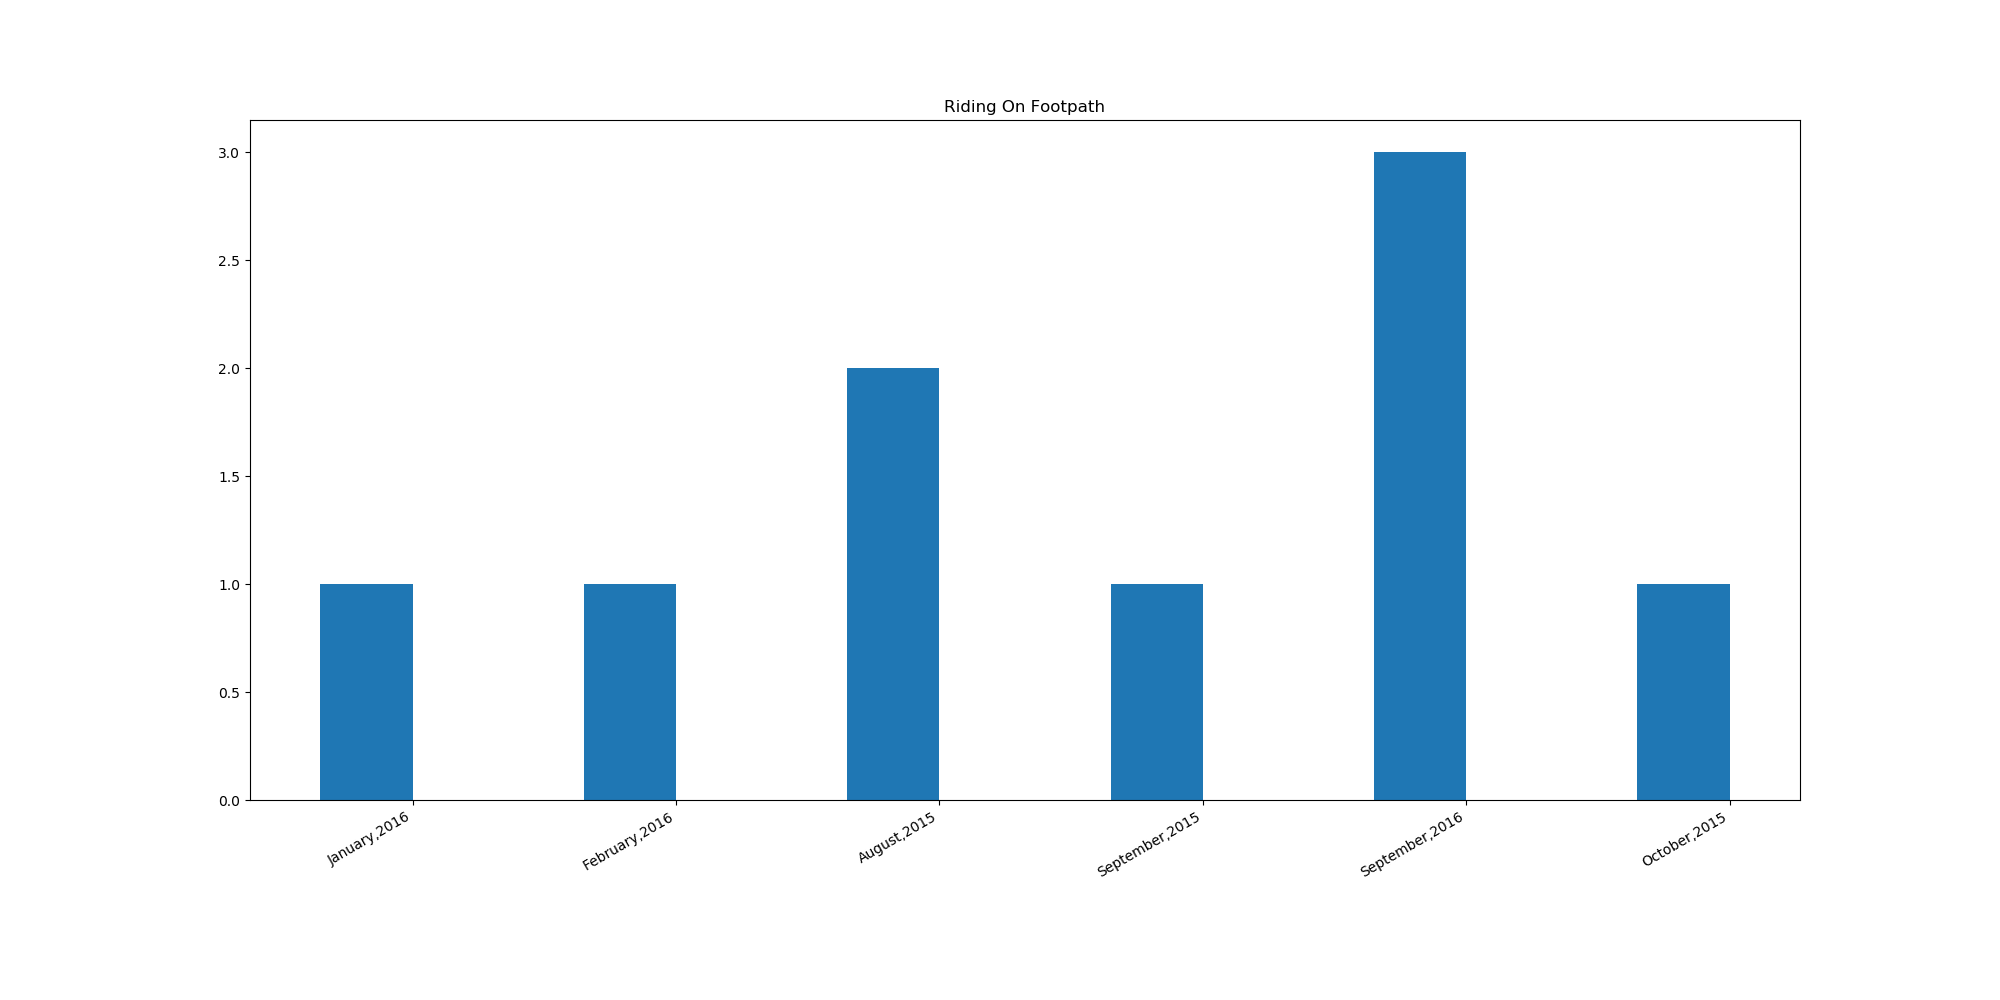 Riding On Footpath
3.0
2.5
2.0
1.5
1.0
0.5
0.0
January,2016
February,2016
August,2015
September,2015
September,2016
October,2015